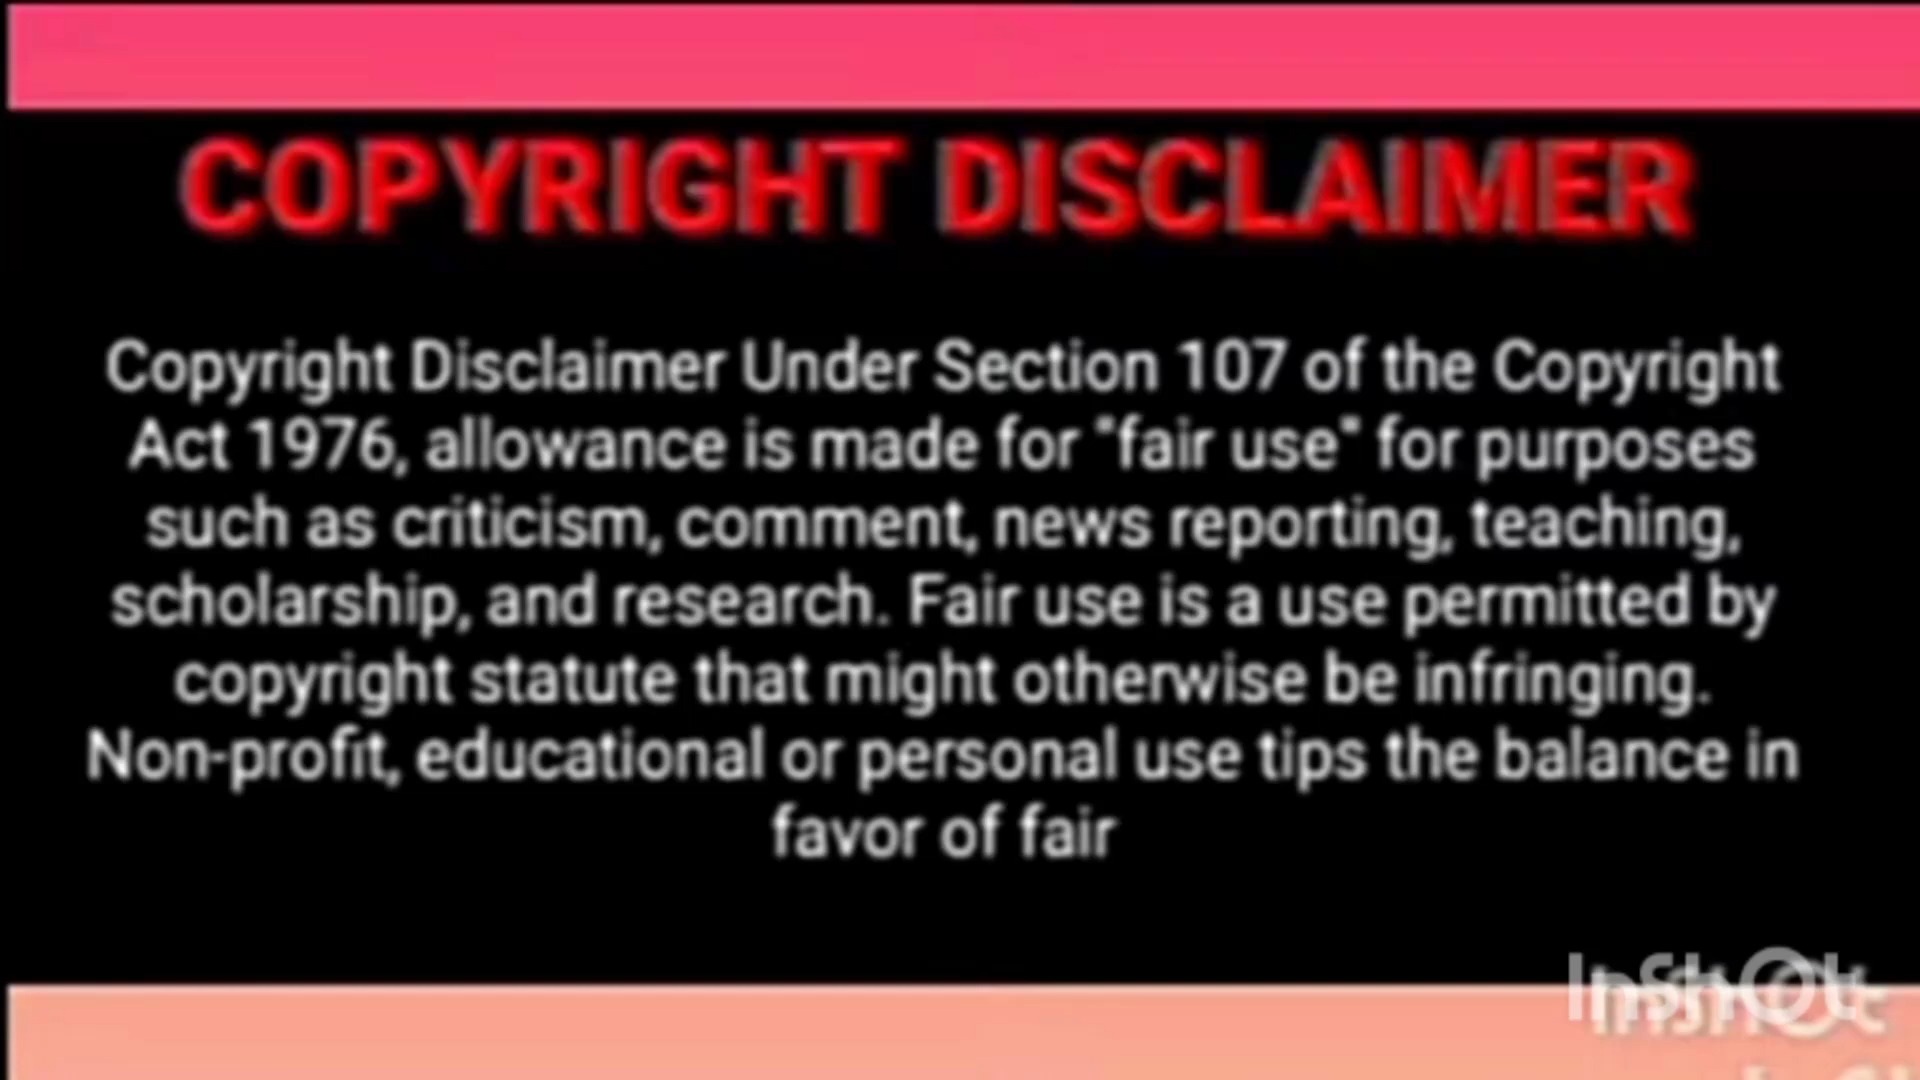 COPYRIGHT DISCLAIMER
Copyright Disclaimer Under Section 107 of the Copyright
Act 1976, allowance is made for "fair use" for purposes
such as criticism, comment, news reporting, teaching,
scholarship, and research. Fair use is a use permitted by
copyright statute that might otherwise be infringing.
Non-profit, educational or personal use tips the balance in
favor of fair
InShOt
InShOt